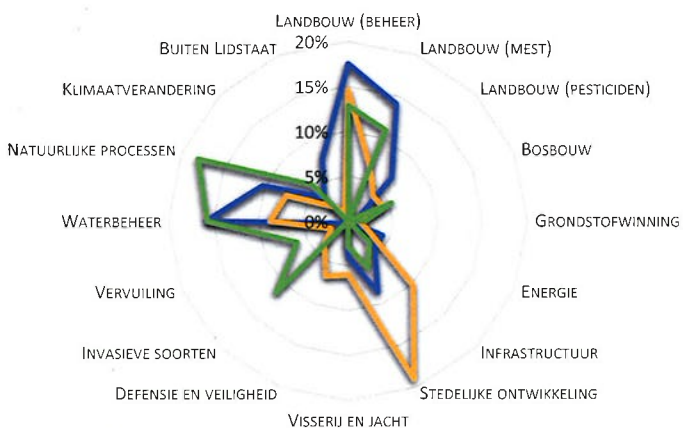 LANDBOUW (BEHEER)
20%
BUITEN LIDSTAAT
LANDBOUW (MEST)
15%
KLIMAATVERANDERING
LANDBOUW (PESTICIDEN)
10%
NATUURLIJKE PROCESSEN
BOSBOUW
5%
WATERBEHEER
0%
GRONDSTOFWINNING
VERVUILING
ENERGIE
INVASIEVE SOORTEN
INFRASTRUCTUUR
DEFENSIE EN VEILIGHEID
STEDELIJKE ONTWIKKELING
VISSERIJ EN JACHT